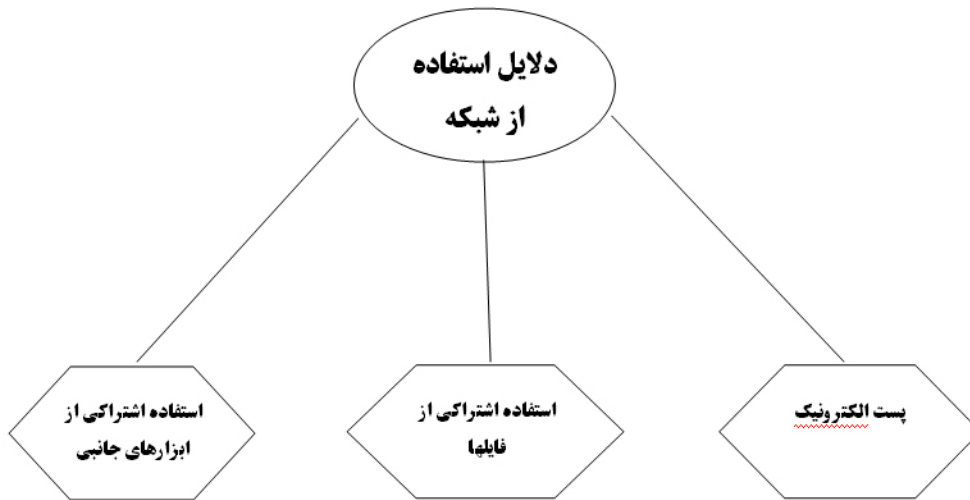 دلایل استفاده
از شبکه
پست الکترونیک
استفاده اشتراکی از
فایلها
استفاده اشتراکی از
ابزارهای جانبی